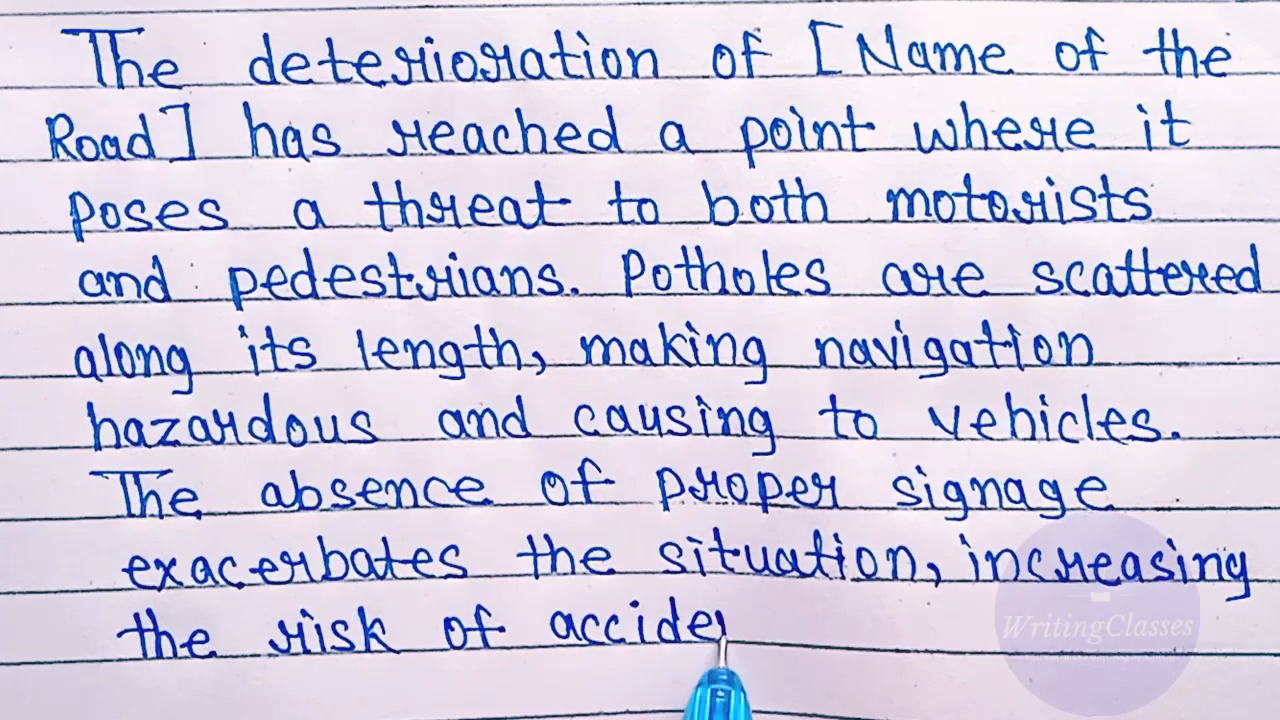 The deterioration of [Name of the
Road] has reached a point where it
poses a threat to both motorists
and pedestrians. Potholes are scattered
along its length, making navigation
hazardous and causing to vehicles.
The absence of proper signage
exacerbates the situation, increasing
the risk of accide
WritingClasses